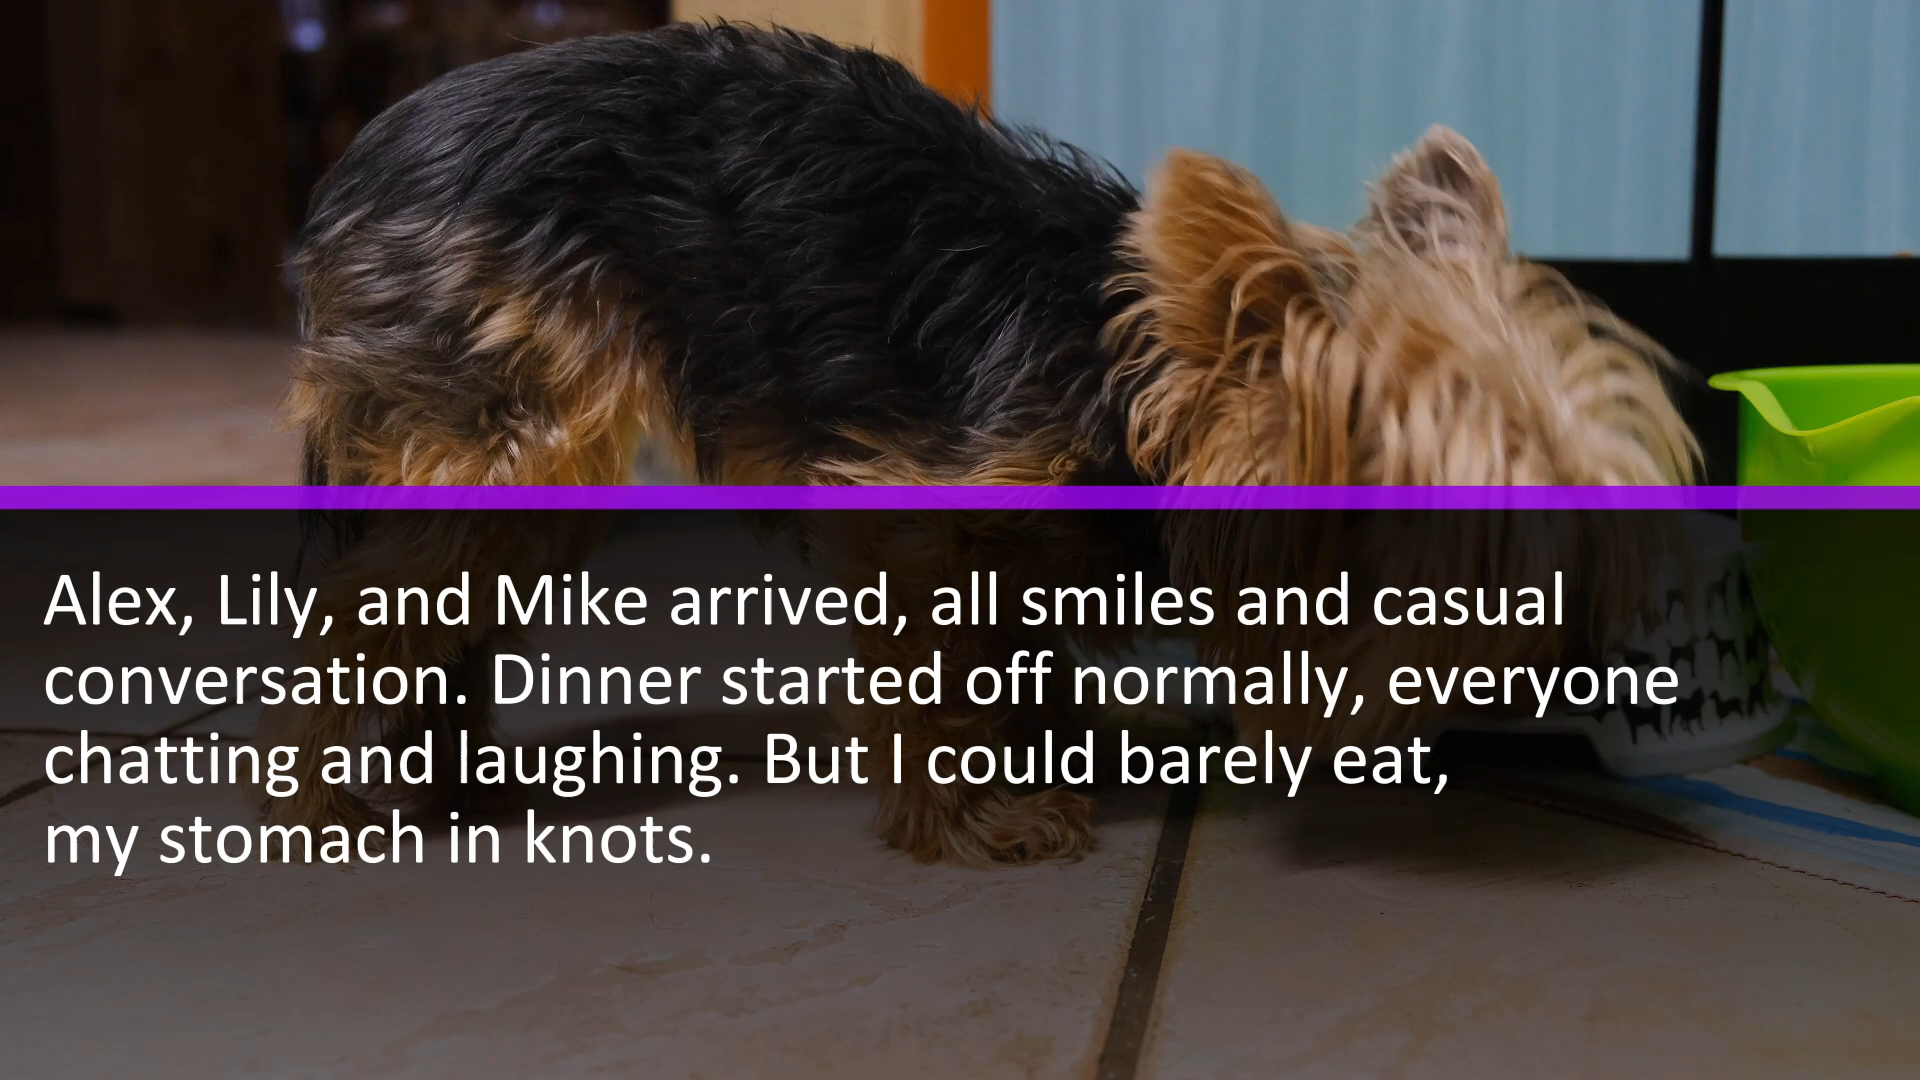 Alex, Lily, and Mike arrived, all smiles and casual
conversation. Dinner started off normally, everyone
chatting and laughing. But I could barely eat,
my stomach in knots.